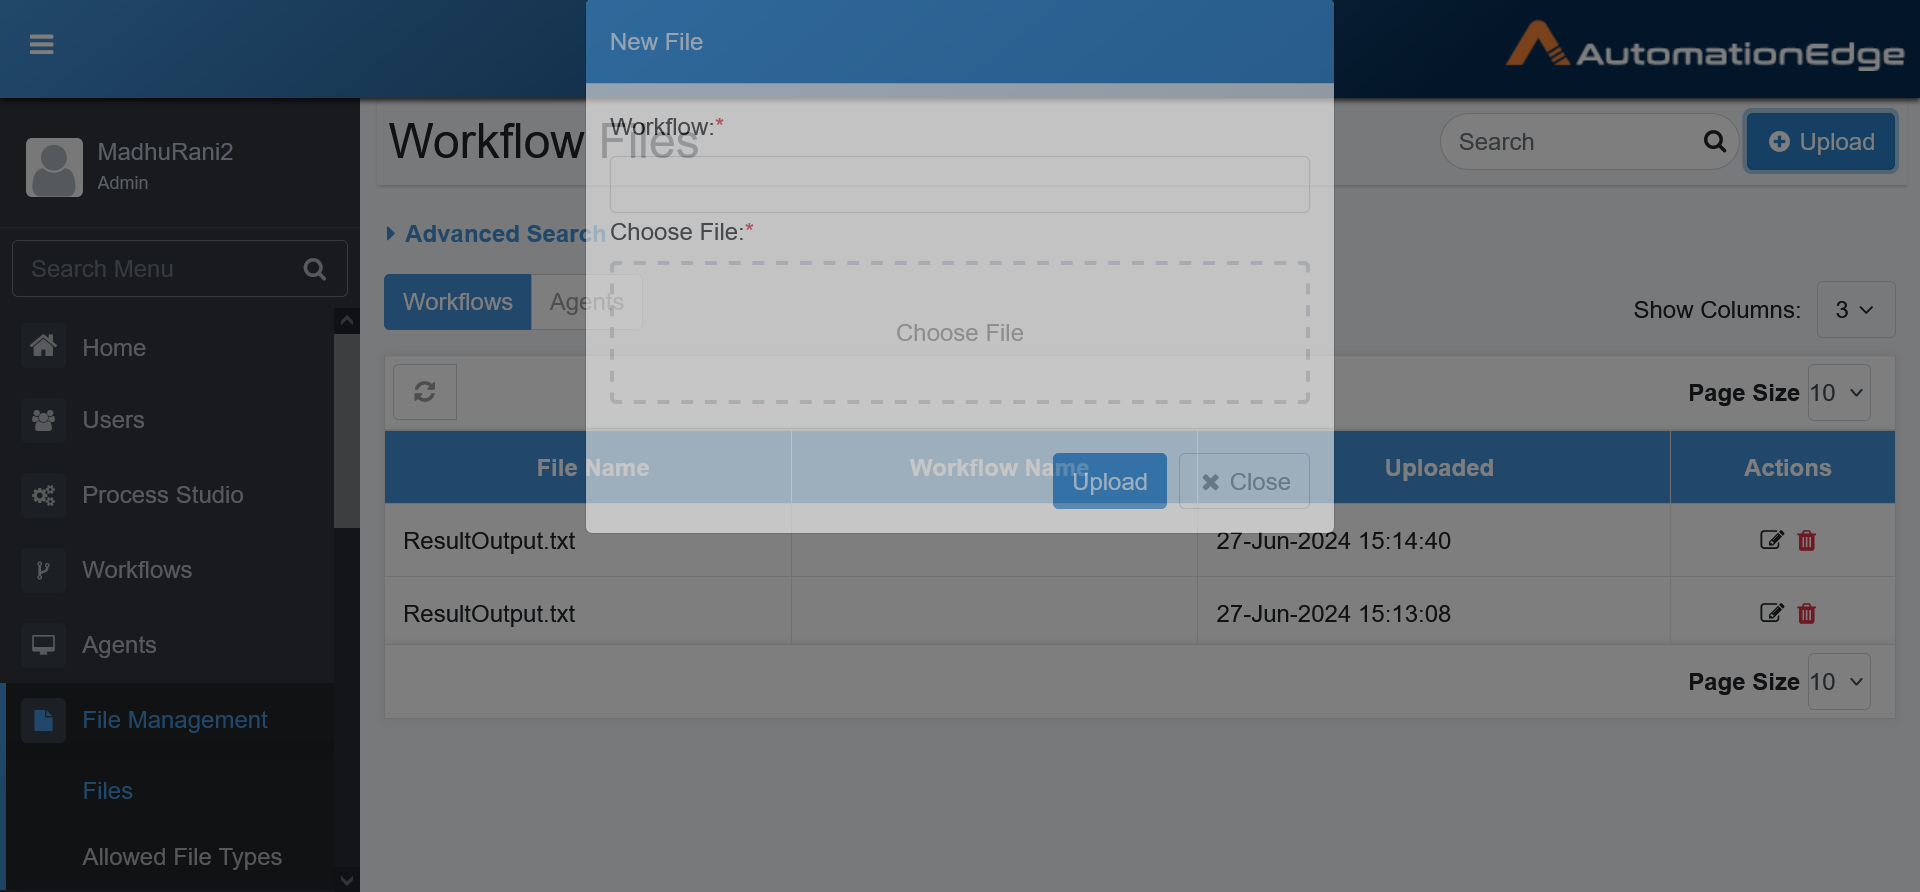 New File
AutomationEdge
MadhuRani2
Admin
Search Menu
Home
Users
Process Studio
Workflows
Agents
File Management
Files
Allowed File Types
Workflow Files
Search
Upload
Advanced Search
Workflows Agents
Show Columns: 3
Workflow:*
Choose File:*
Choose File
Upload Close
Page Size 10
File Name Workflow Name Uploaded Actions
ResultOutput.txt 27-Jun-2024 15:14:40
ResultOutput.txt 27-Jun-2024 15:13:08
Page Size 10